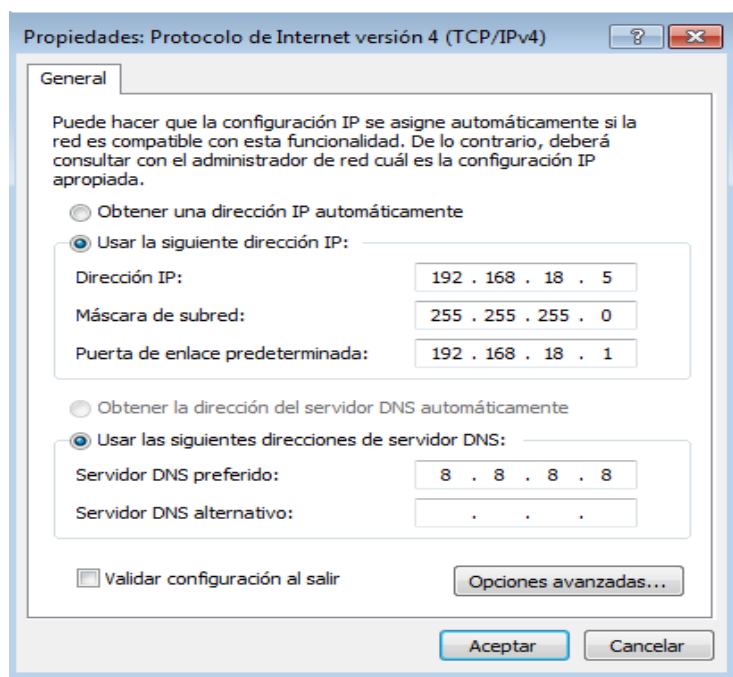 Propiedades: Protocolo de Internet versión 4 (TCP/IPv4)
General
Puede hacer que la configuración IP se asigne automáticamente si la
red es compatible con esta funcionalidad. De lo contrario, deberá
consultar con el administrador de red cuál es la configuración IP
apropiada.
Obtener una dirección IP automáticamente
Usar la siguiente dirección IP:
Dirección IP: 192 . 168 . 18 . 5
Máscara de subred: 255 . 255 . 255 . 0
Puerta de enlace predeterminada: 192 . 168 . 18 . 1
Obtener la dirección del servidor DNS automáticamente
Usar las siguientes direcciones de servidor DNS:
Servidor DNS preferido: 8 . 8 . 8 . 8
Servidor DNS alternativo: . . .
Validar configuración al salir Opciones avanzadas...
Aceptar Cancelar